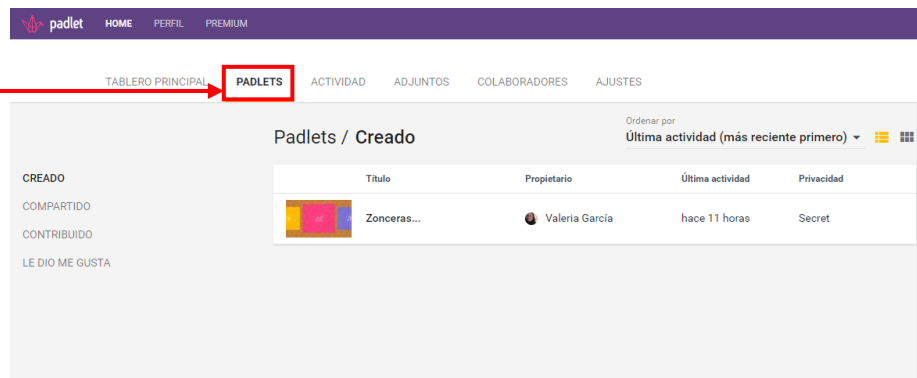 padlet HOME PERFIL PREMIUM
TABLERO PRINCIPAL PADLETS ACTIVIDAD ADJUNTOS COLABORADORES AJUSTES
Padlets / Creado
Ordenar por
Última actividad (más reciente primero)
CREADO
COMPARTIDO
CONTRIBUIDO
LE DIO ME GUSTA
Título Propietario Última actividad Privacidad
Zonceras... Valeria García hace 11 horas Secret